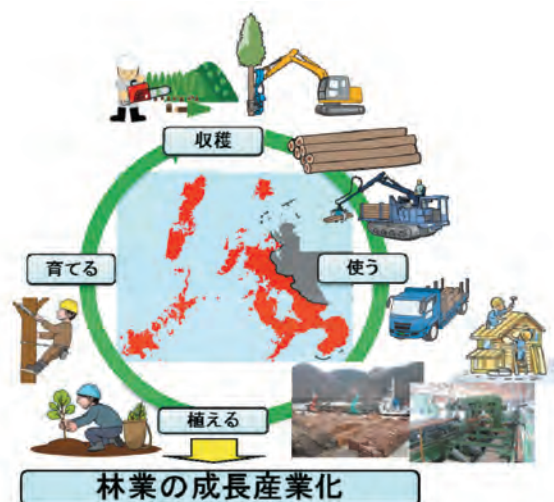 収穫
育てる
使う
植える
林業の成長産業化